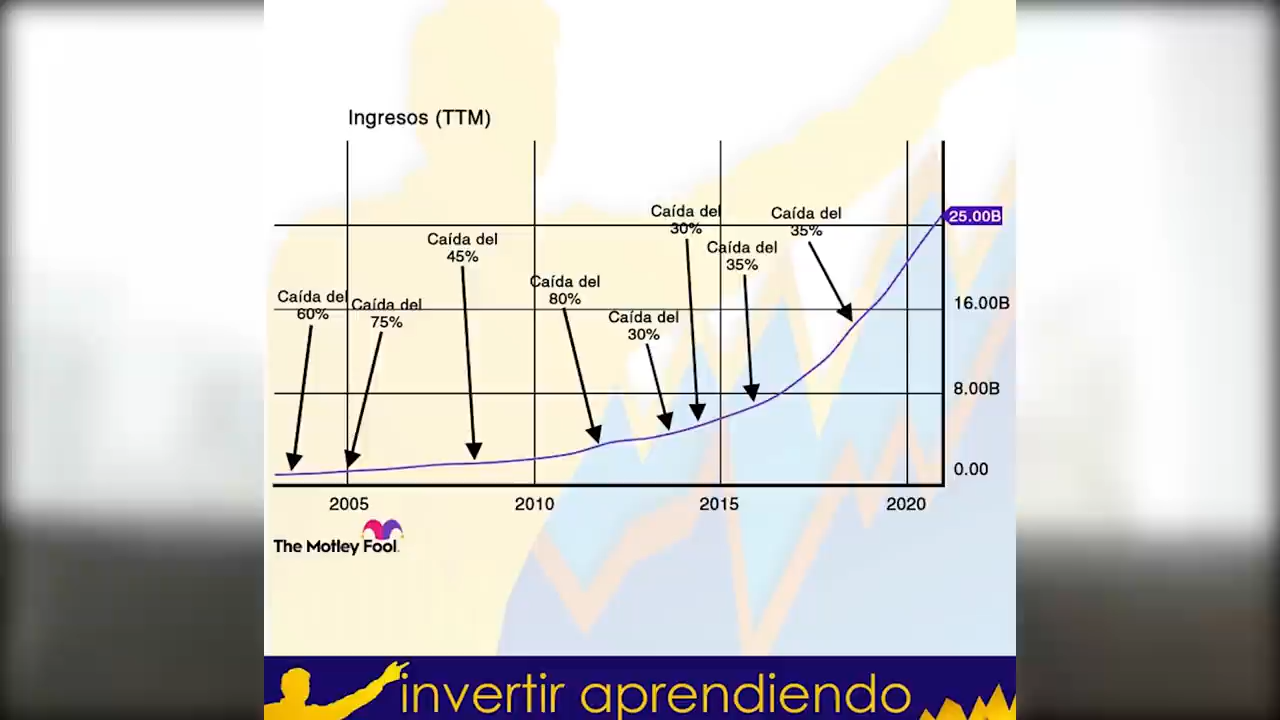 Ingresos (TTM)
Caída del
30%
Caída del
35%
25.00B
Caída del
45%
Caída del
35%
Caída del
80%
Caída del
60%
Caída del
75%
Caída del
30%
16.00B
8.00B
0.00
2005
2010
2015
2020
The Motley Fool.
invertir aprendiendo